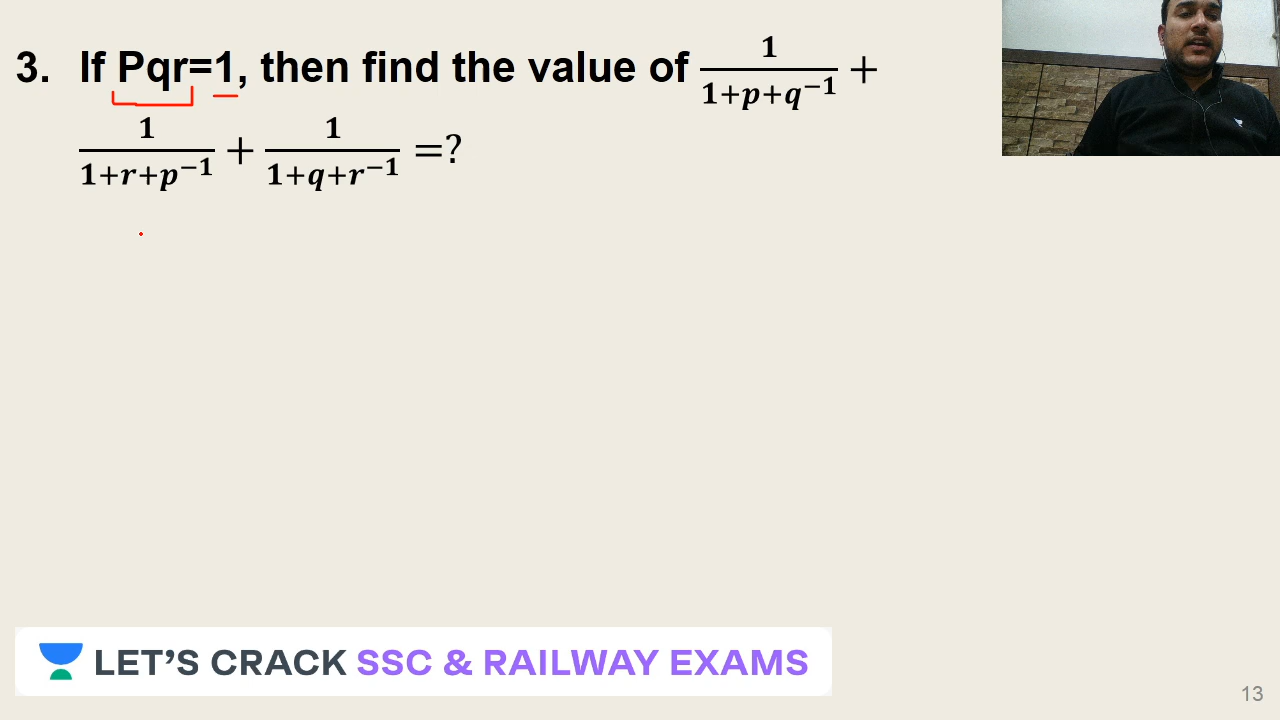 3. If Pqr=1, then find the value of 1/(1+p+q⁻¹) +
1/(1+r+p⁻¹) + 1/(1+q+r⁻¹) =?
LET'S CRACK SSC & RAILWAY EXAMS
13